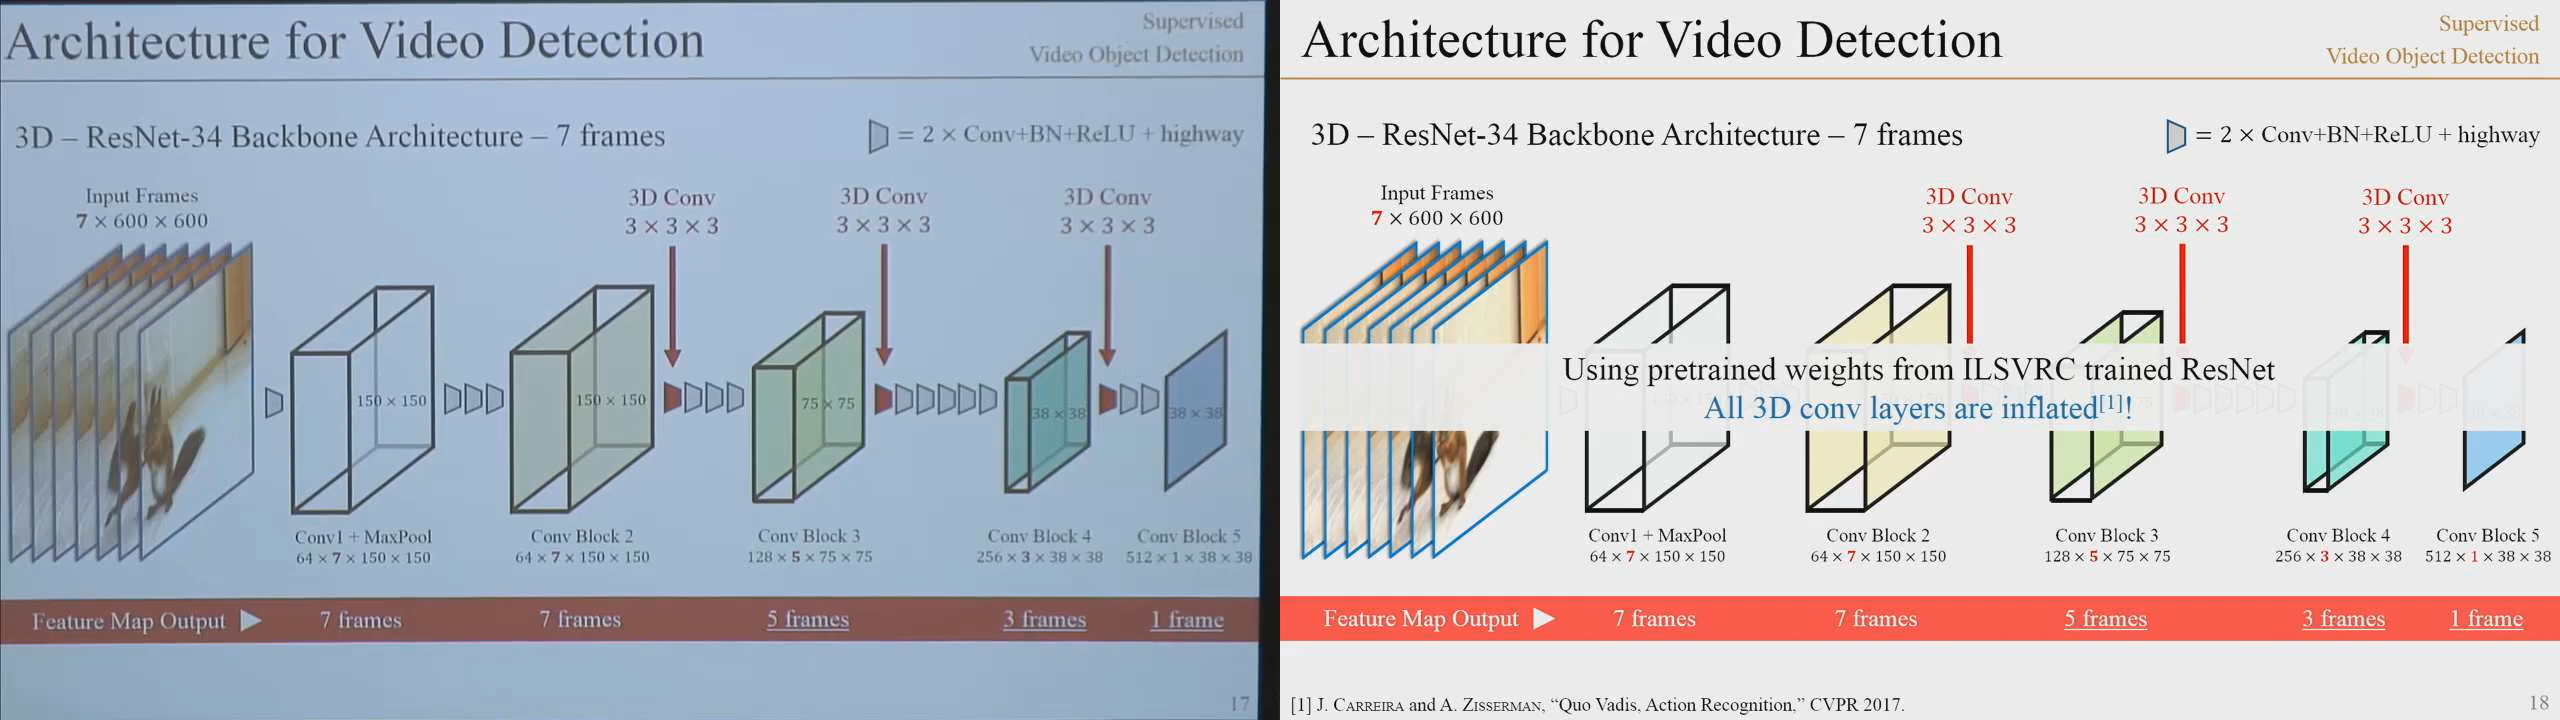 Architecture for Video Detection
Supervised
Video Object Detection
3D – ResNet-34 Backbone Architecture – 7 frames
= 2 × Conv+BN+ReLU + highway
Input Frames
7 × 600 × 600
3D Conv
3 × 3 × 3
3D Conv
3 × 3 × 3
3D Conv
3 × 3 × 3
150 × 150
150 × 150
75 × 75
38 × 38
38 × 38
Conv1 + MaxPool
64 × 7 × 150 × 150
Conv Block 2
64 × 7 × 150 × 150
Conv Block 3
128 × 5 × 75 × 75
Conv Block 4
256 × 3 × 38 × 38
Conv Block 5
512 × 1 × 38 × 38
Feature Map Output
7 frames
7 frames
5 frames
3 frames
1 frame
17
Architecture for Video Detection
Supervised
Video Object Detection
3D – ResNet-34 Backbone Architecture – 7 frames
= 2 × Conv+BN+ReLU + highway
Input Frames
7 × 600 × 600
3D Conv
3 × 3 × 3
3D Conv
3 × 3 × 3
3D Conv
3 × 3 × 3
Using pretrained weights from ILSVRC trained ResNet
All 3D conv layers are inflated[1]!
Conv1 + MaxPool
64 × 7 × 150 × 150
Conv Block 2
64 × 7 × 150 × 150
Conv Block 3
128 × 5 × 75 × 75
Conv Block 4
256 × 3 × 38 × 38
Conv Block 5
512 × 1 × 38 × 38
Feature Map Output
7 frames
7 frames
5 frames
3 frames
1 frame
[1] J. CARREIRA and A. ZISSERMAN, “Quo Vadis, Action Recognition,” CVPR 2017.
18